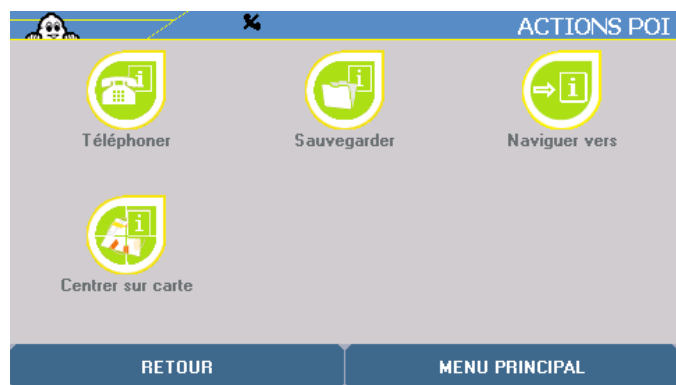 ACTIONS POI
Téléphoner
Sauvegarder
Naviguer vers
Centrer sur carte
RETOUR
MENU PRINCIPAL